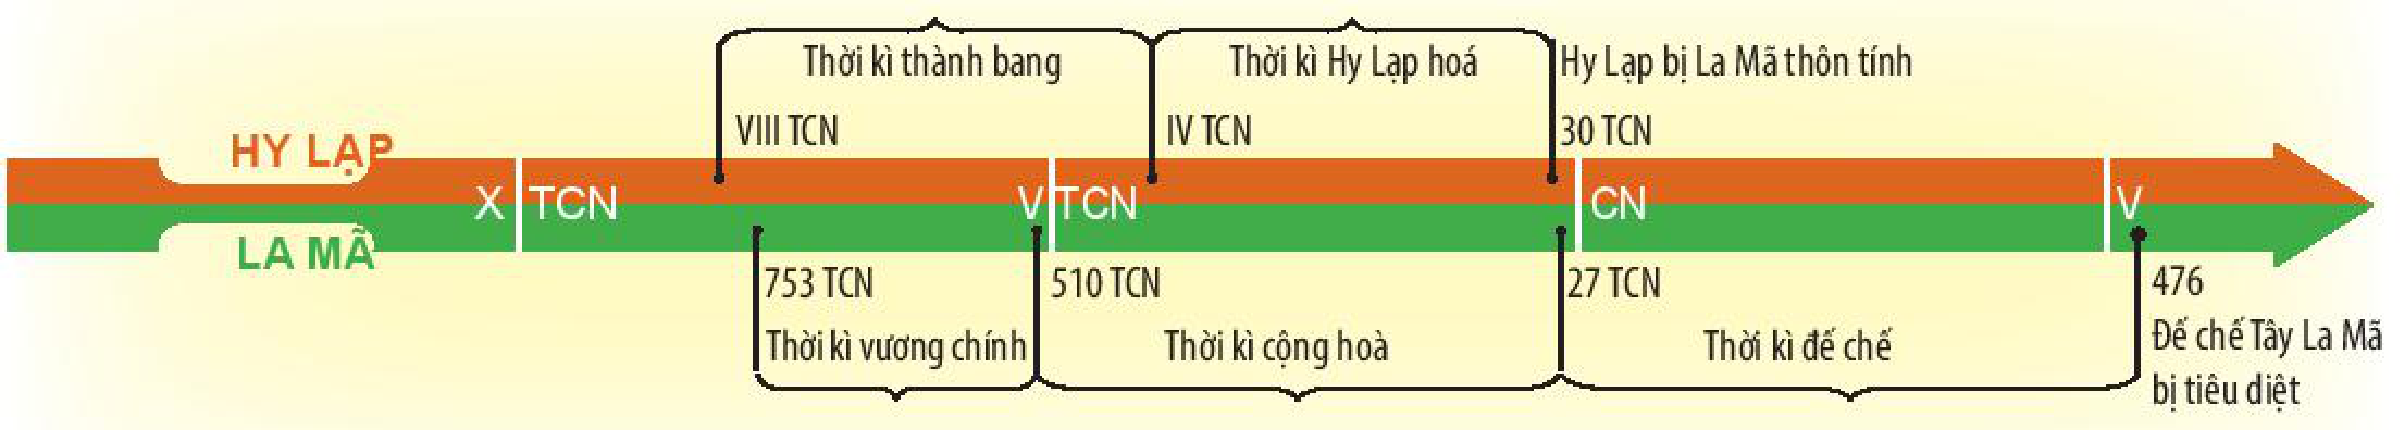 Thời kì thành bang
Thời kì Hy Lạp hoá
Hy Lạp bị La Mã thôn tính
VIII TCN
IV TCN
30 TCN
HY LẠP
X TCN
V TCN
CN
V
LA MÃ
753 TCN
510 TCN
27 TCN
476
Thời kì vương chính
Thời kì cộng hoà
Thời kì đế chế
Đế chế Tây La Mã
bị tiêu diệt